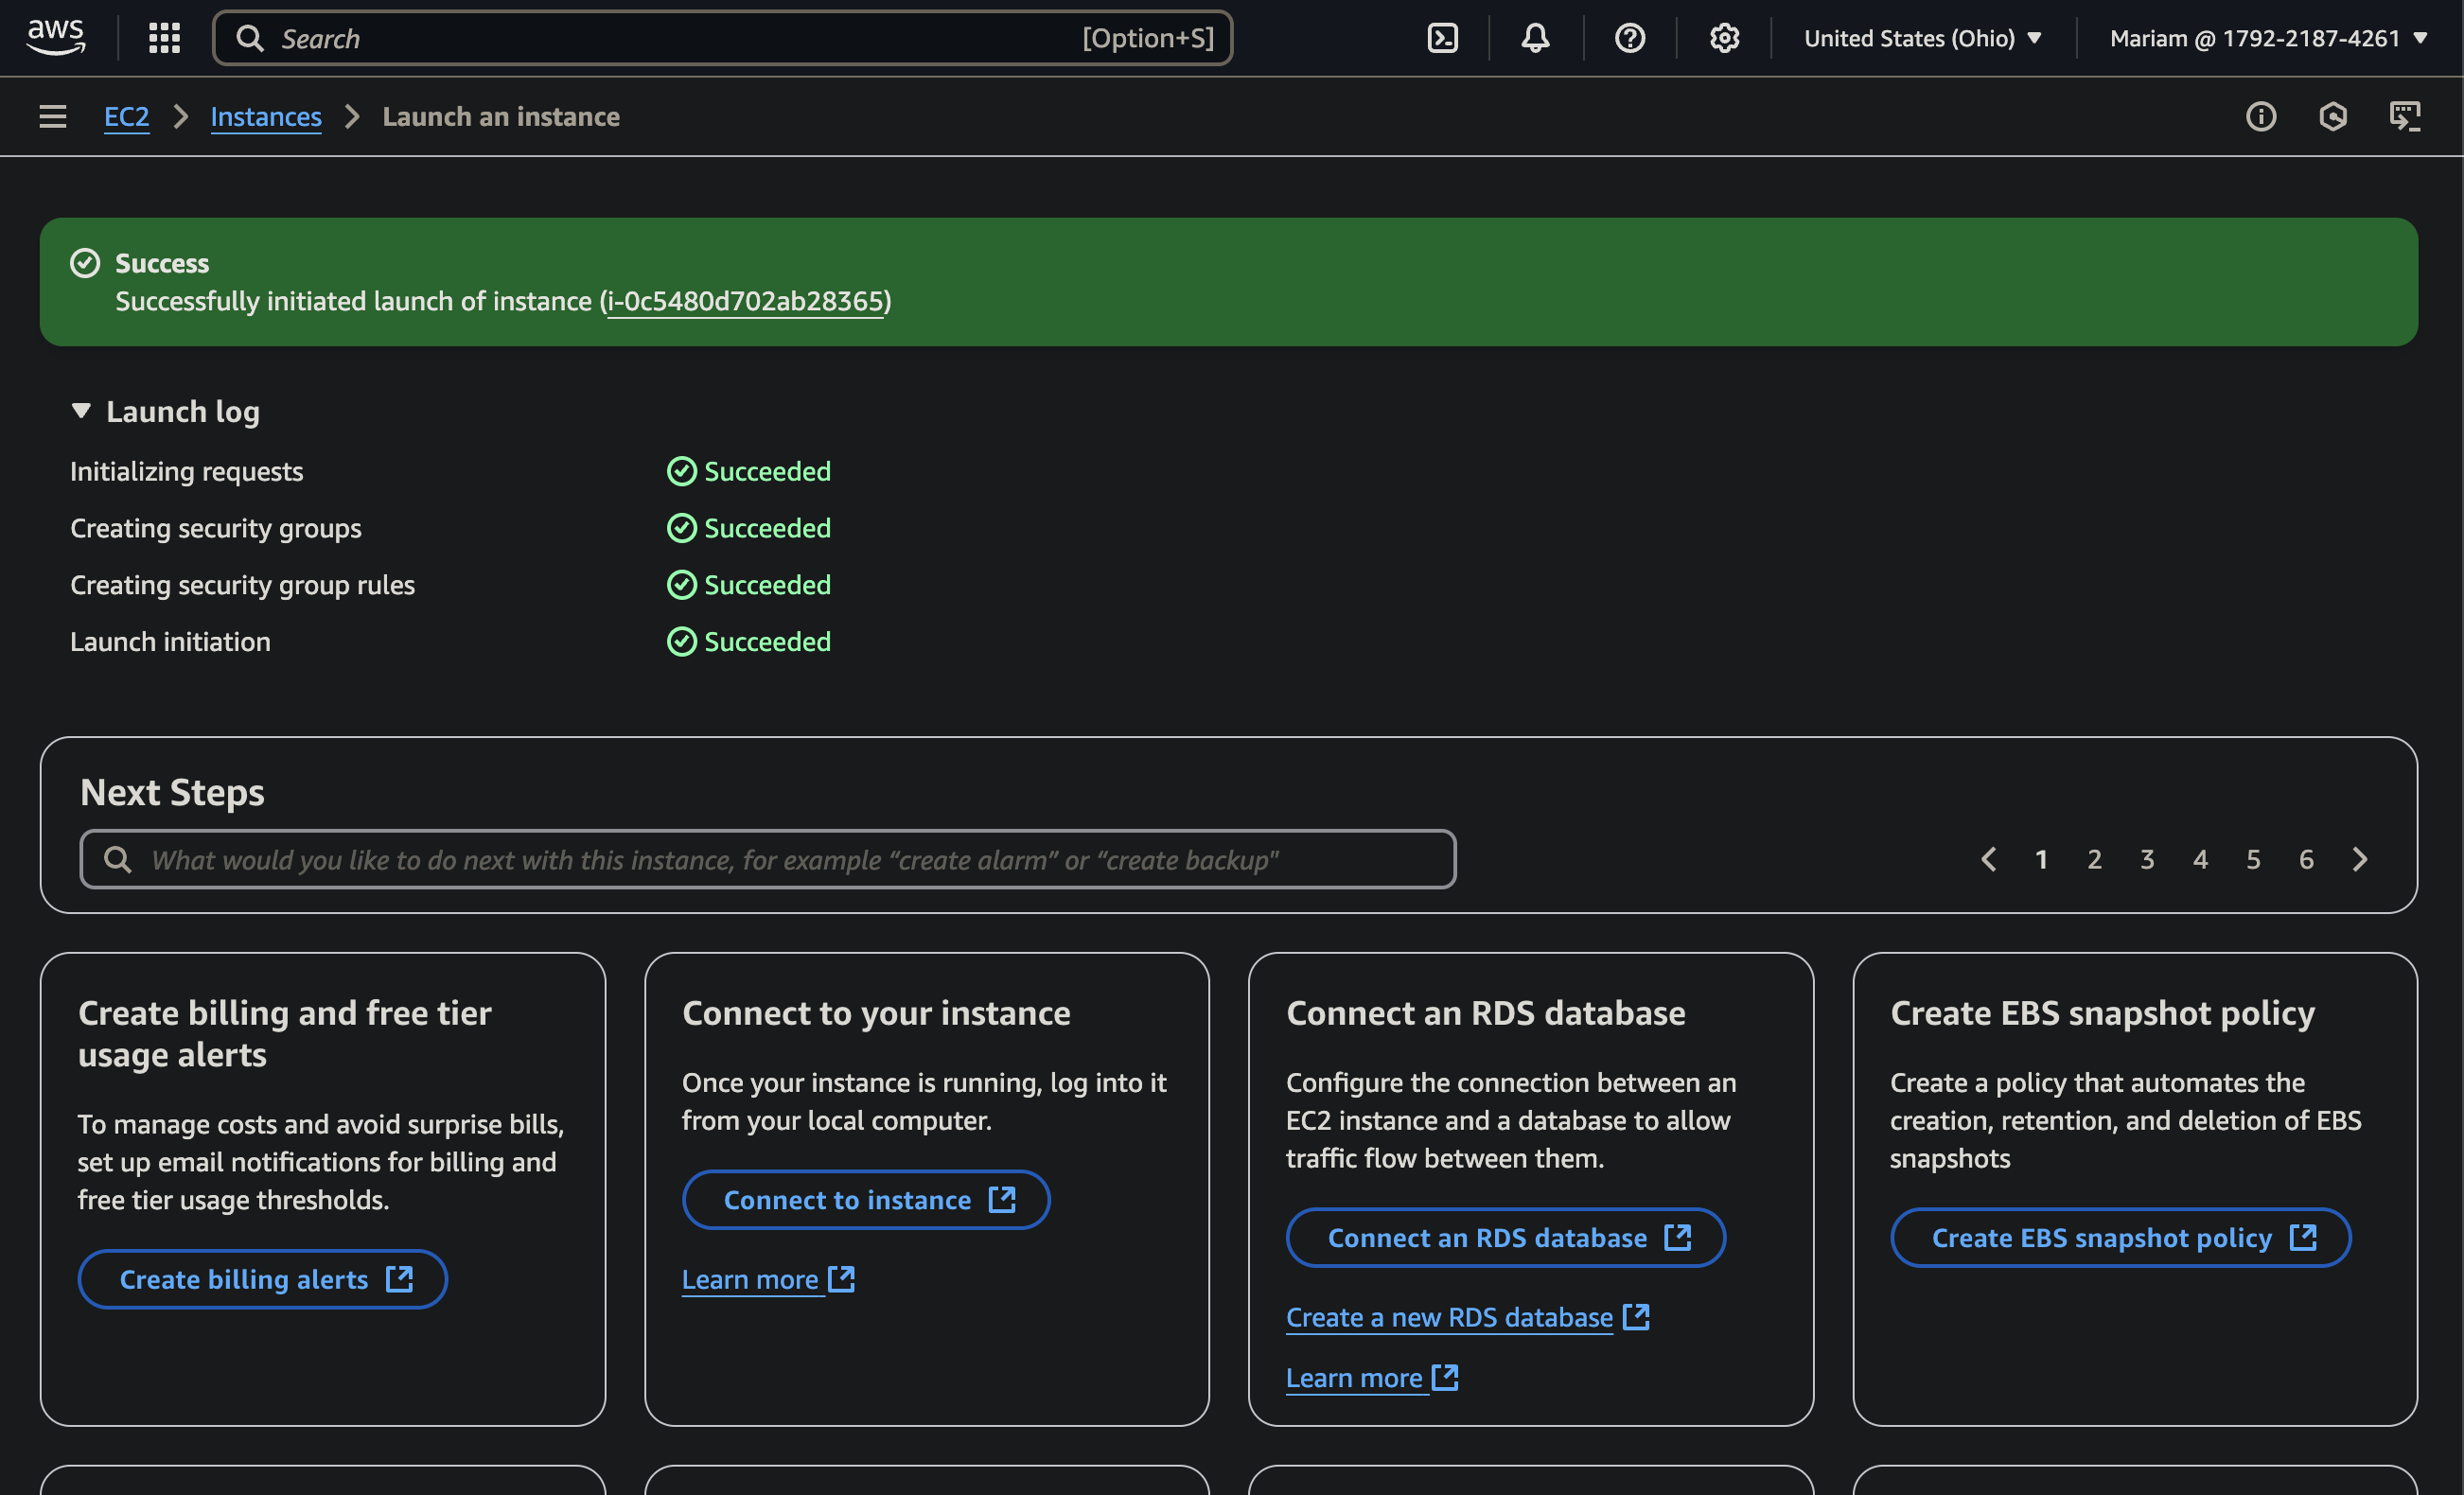 aws
Search [Option+S]
United States (Ohio)
Mariam @ 1792-2187-4261
EC2
Instances
Launch an instance
Success
Successfully initiated launch of instance (i-0c5480d702ab28365)
Launch log
Initializing requests Succeeded
Creating security groups Succeeded
Creating security group rules Succeeded
Launch initiation Succeeded
Next Steps
What would you like to do next with this instance, for example “create alarm” or “create backup"
1 2 3 4 5 6
Create billing and free tier
usage alerts
To manage costs and avoid surprise bills,
set up email notifications for billing and
free tier usage thresholds.
Create billing alerts
Connect to your instance
Once your instance is running, log into it
from your local computer.
Connect to instance
Learn more
Connect an RDS database
Configure the connection between an
EC2 instance and a database to allow
traffic flow between them.
Connect an RDS database
Create a new RDS database
Learn more
Create EBS snapshot policy
Create a policy that automates the
creation, retention, and deletion of EBS
snapshots
Create EBS snapshot policy